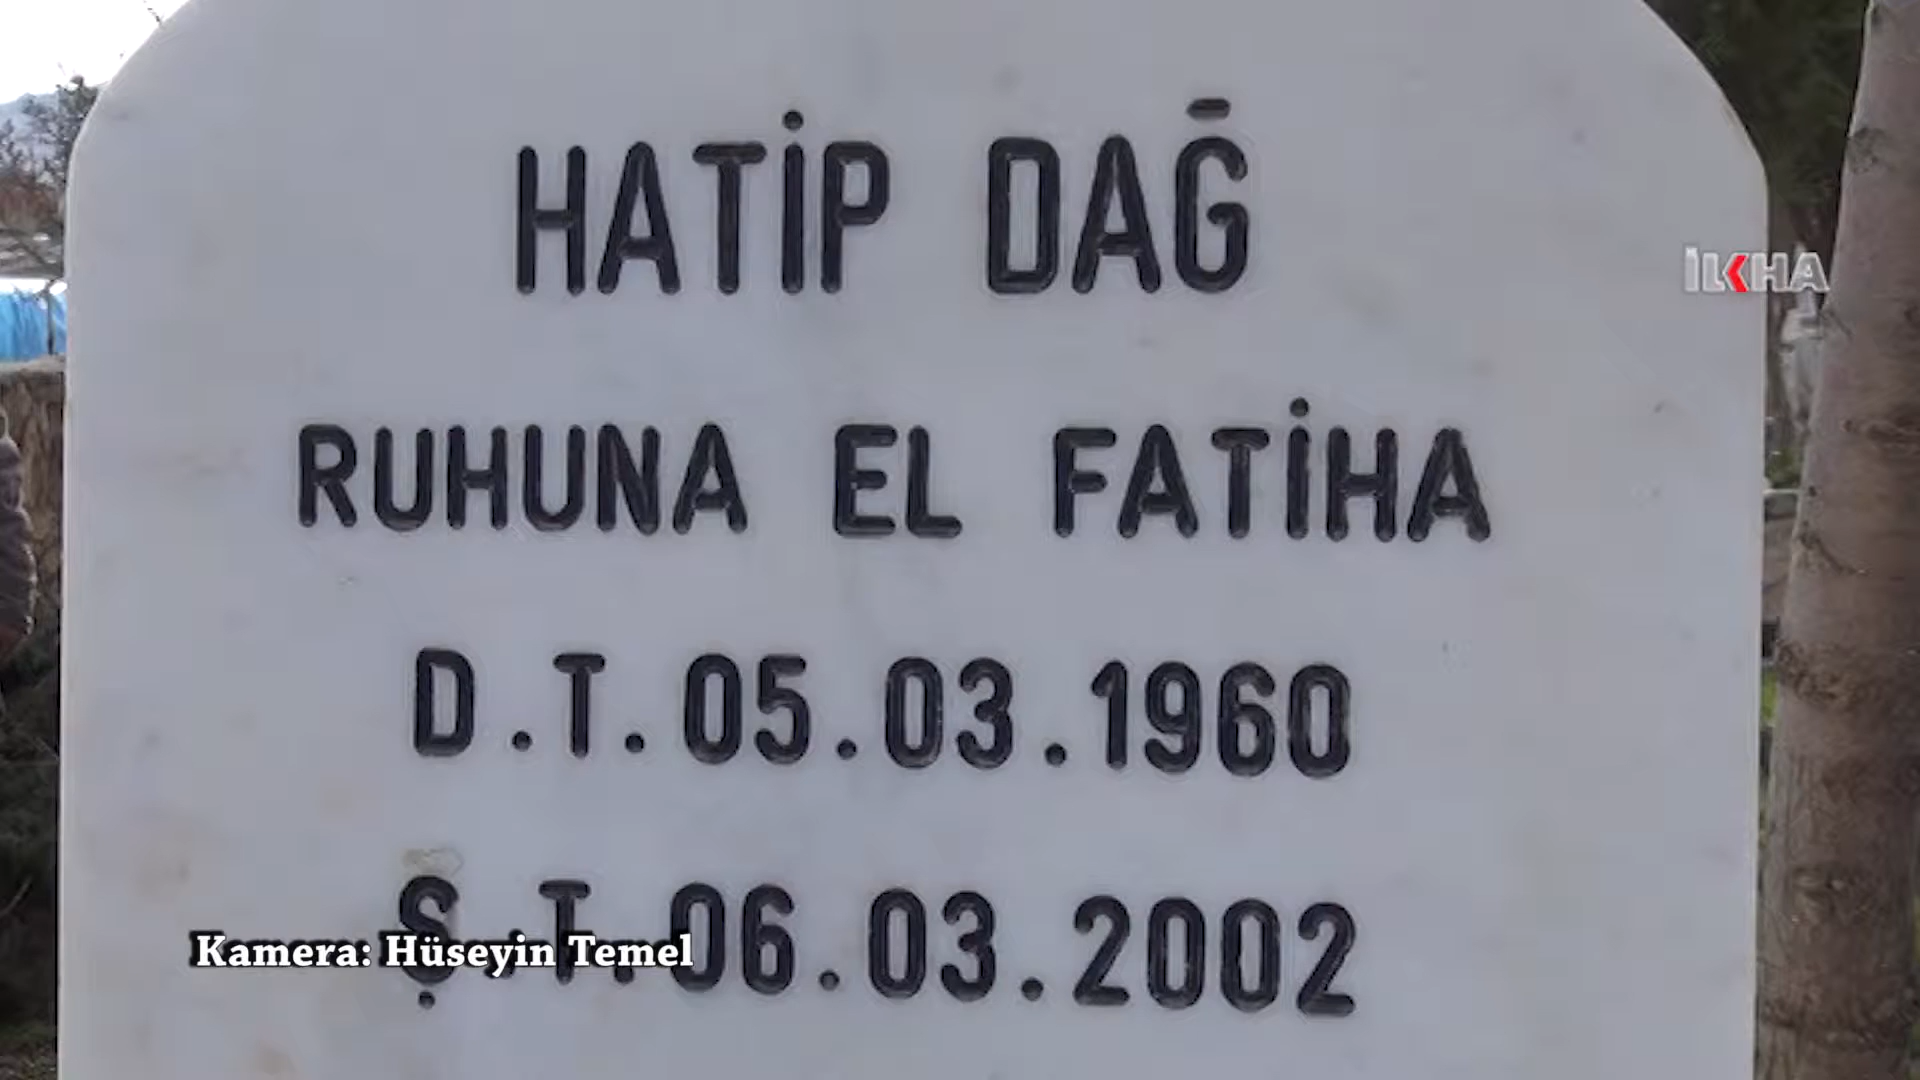 HATİP DAĞ
İLKHA
RUHUNA EL FATİHA
D.T.05.03.1960
Ş.T.06.03.2002
Kamera: Hüseyin Temel